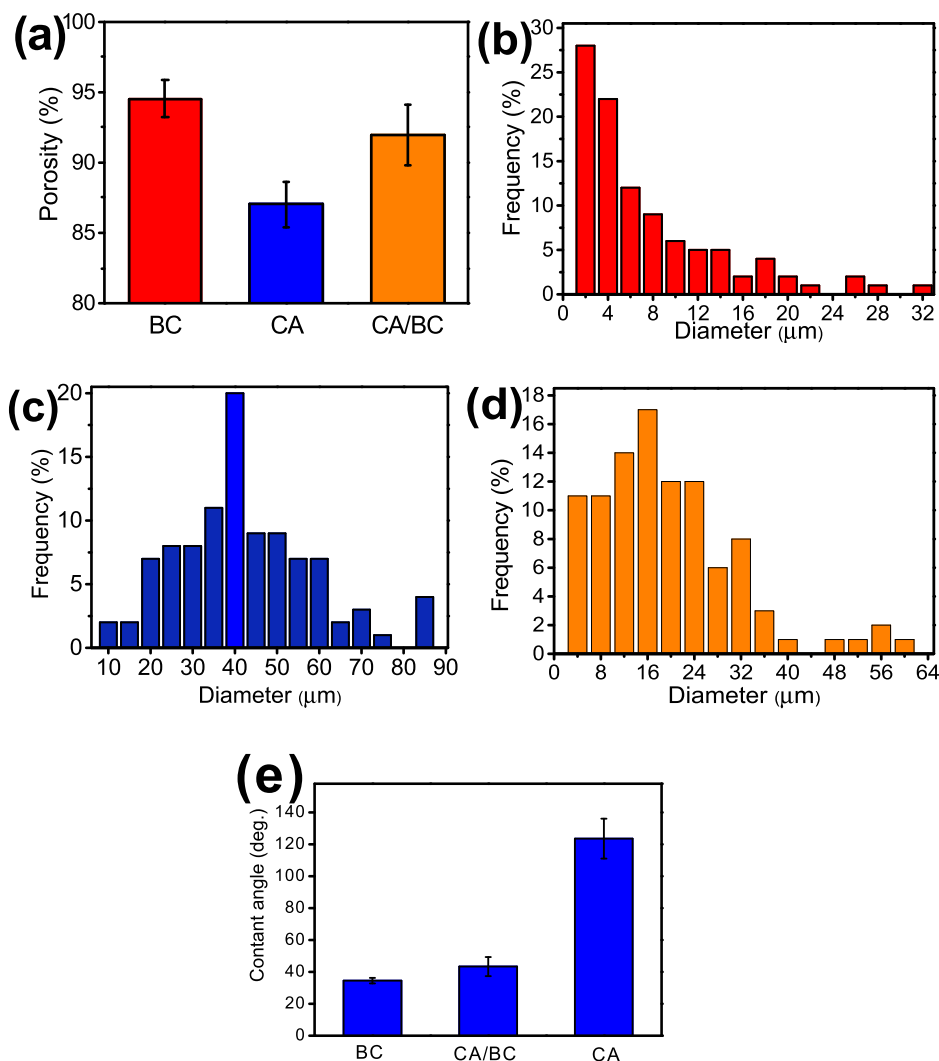 (a)
100
95
90
85
80
Porosity (%)
BC CA CA/BC
(b)
30
25
20
15
10
5
0
Frequency (%)
0 4 8 12 16 20 24 28 32
Diameter (μm)
(c)
20
15
10
5
0
Frequency (%)
10 20 30 40 50 60 70 80 90
Diameter (μm)
(d)
18
16
14
12
10
8
6
4
2
0
Frequency (%)
0 8 16 24 32 40 48 56 64
Diameter (μm)
(e)
140
120
100
80
60
40
20
0
Contant angle (deg.)
BC CA/BC CA